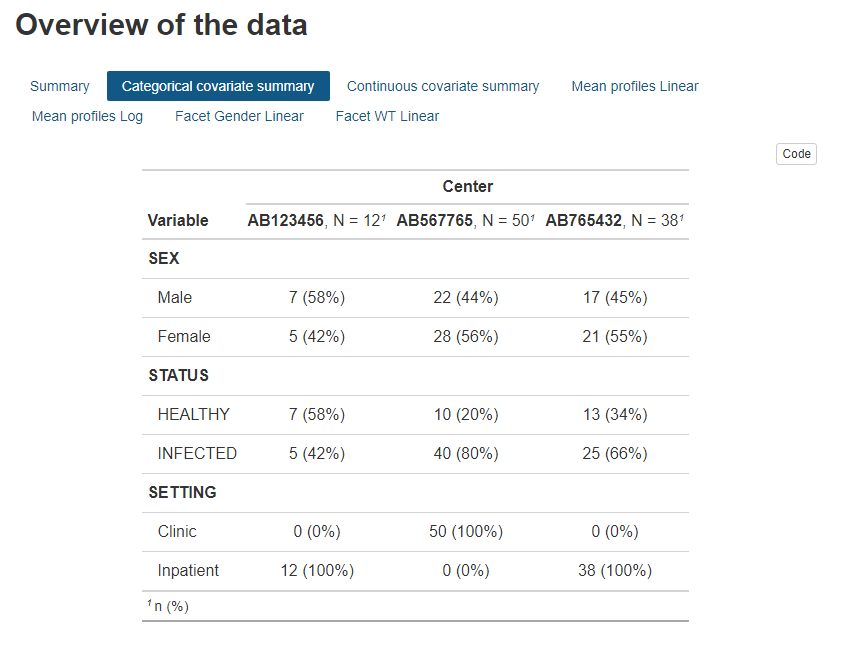 Overview of the data
Summary Categorical covariate summary Continuous covariate summary Mean profiles Linear
Mean profiles Log Facet Gender Linear Facet WT Linear
Code
Center
Variable AB123456, N = 12¹ AB567765, N = 50¹ AB765432, N = 38¹
SEX
Male 7 (58%) 22 (44%) 17 (45%)
Female 5 (42%) 28 (56%) 21 (55%)
STATUS
HEALTHY 7 (58%) 10 (20%) 13 (34%)
INFECTED 5 (42%) 40 (80%) 25 (66%)
SETTING
Clinic 0 (0%) 50 (100%) 0 (0%)
Inpatient 12 (100%) 0 (0%) 38 (100%)
¹ n (%)